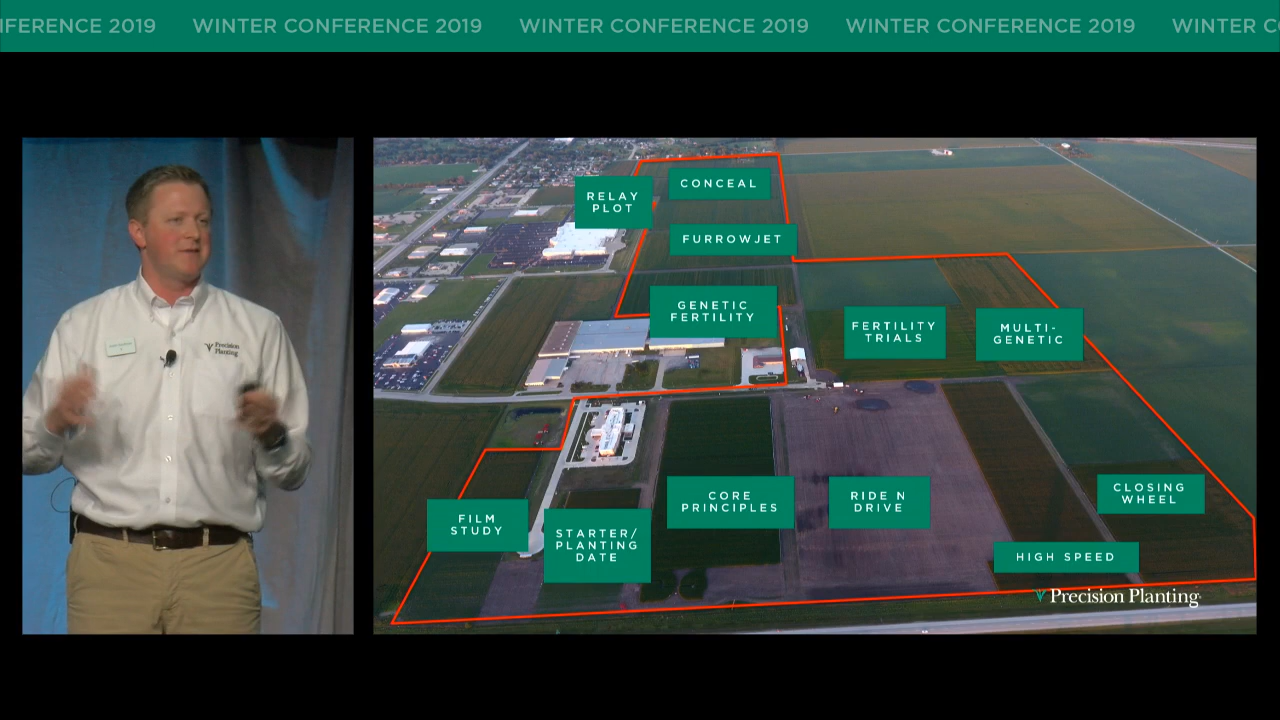 NFERENCE 2019 WINTER CONFERENCE 2019 WINTER CONFERENCE 2019 WINTER CONFERENCE 2019 WINTER C
Precision
Planting
RELAY
PLOT
CONCEAL
FURROWJET
GENETIC
FERTILITY
FERTILITY
TRIALS
MULTI-
GENETIC
FILM
STUDY
STARTER/
PLANTING
DATE
CORE
PRINCIPLES
RIDE N
DRIVE
CLOSING
WHEEL
HIGH SPEED
Precision Planting